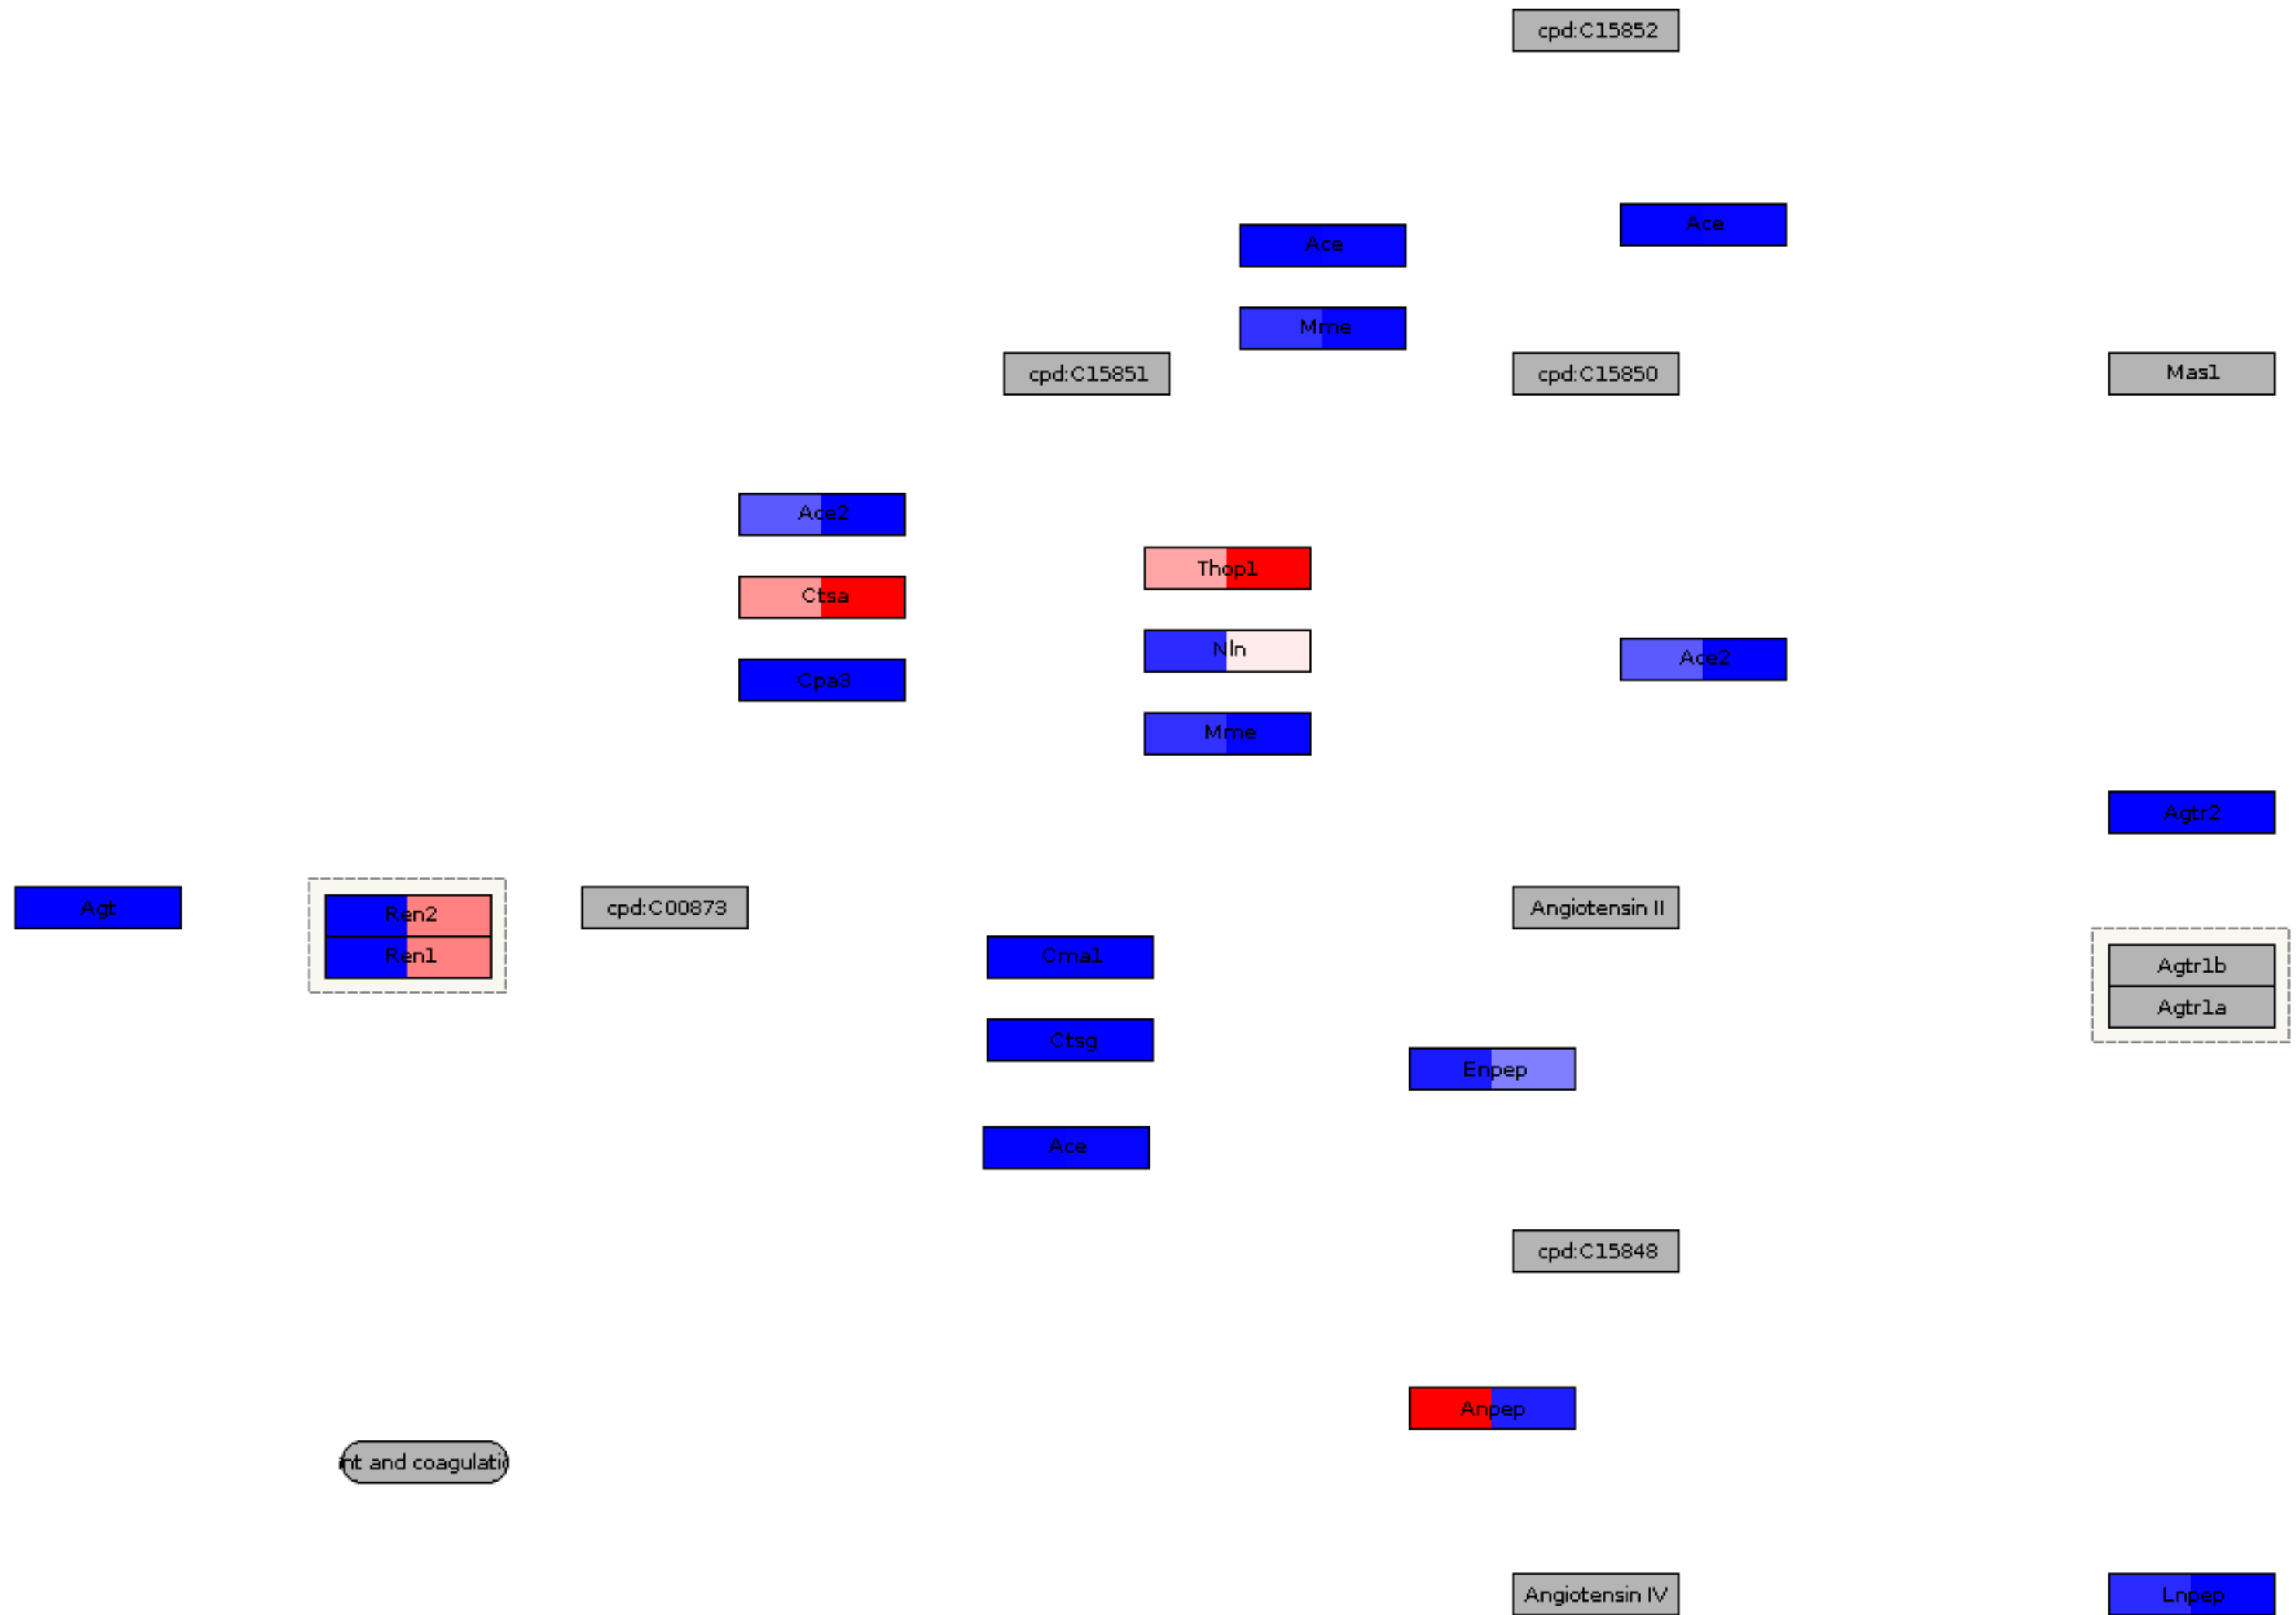 cpd:C15852
Ace
Ace
Mme
cpd:C15851
cpd:C15850
Mas1
Ace2
Thop1
Ctsa
Nln
Ace2
Cpa3
Mme
Agtr2
Agt
Ren2
Ren1
cpd:C00873
Angiotensin II
Cma1
Agtr1b
Agtr1a
Ctsg
Enpep
Ace
cpd:C15848
Anpep
nt and coagulatio
Angiotensin IV
Lnpep